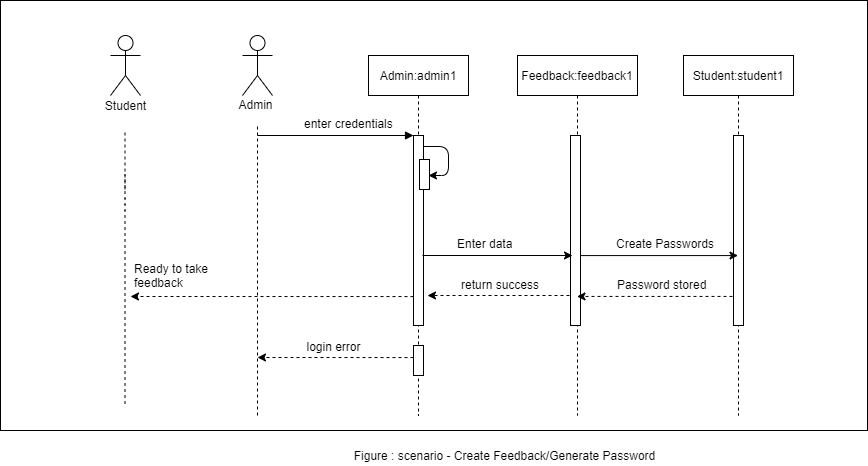 Student
Admin
Admin:admin1
Feedback:feedback1
Student:student1
enter credentials
Enter data
Create Passwords
Ready to take
feedback
return success
Password stored
login error
Figure : scenario - Create Feedback/Generate Password